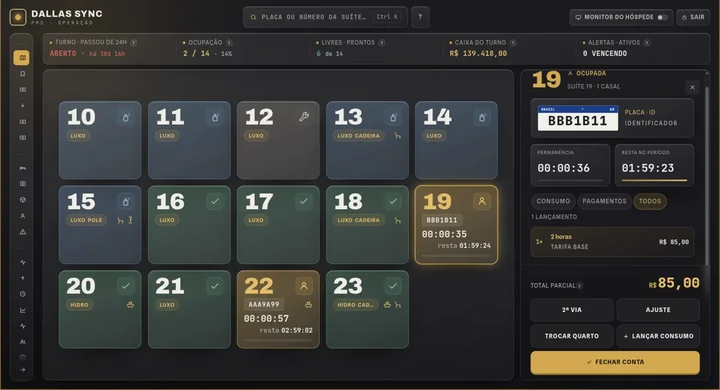 DALLAS SYNC
PMS · OPERAÇÃO
PLACA OU NÚMERO DA SUÍTE… Ctrl K
?
MONITOR DO HÓSPEDE
SAIR
TURNO · PASSOU DE 24H ?
ABERTO · há 38d 16h
OCUPAÇÃO ?
2 / 14 · 14%
LIVRES · PRONTOS ?
6 de 14
CAIXA DO TURNO ?
R$ 139.418,00
ALERTAS · ATIVOS ?
0 VENCENDO
10
LUXO
11
LUXO
12
LUXO
13
LUXO CADEIRA
14
LUXO
15
LUXO POLE
16
LUXO
17
LUXO
18
LUXO CADEIRA
19
BBB1B11
00:00:35
resta 01:59:24
20
HIDRO
21
LUXO
22
AAA9A99
00:00:57
resta 02:59:02
23
HIDRO CAD…
19
OCUPADA
SUÍTE 19 · 1 CASAL
BRASIL
BBB1B11
PLACA · ID
IDENTIFICADOR
PERMANÊNCIA
00:00:36
RESTA NO PERÍODO
01:59:23
CONSUMO
PAGAMENTOS
TODOS
1 LANÇAMENTO
1×
2 horas
TARIFA BASE
R$ 85,00
TOTAL PARCIAL ?
R$ 85,00
2ª VIA
AJUSTE
TROCAR QUARTO
+ LANÇAR CONSUMO
✓ FECHAR CONTA